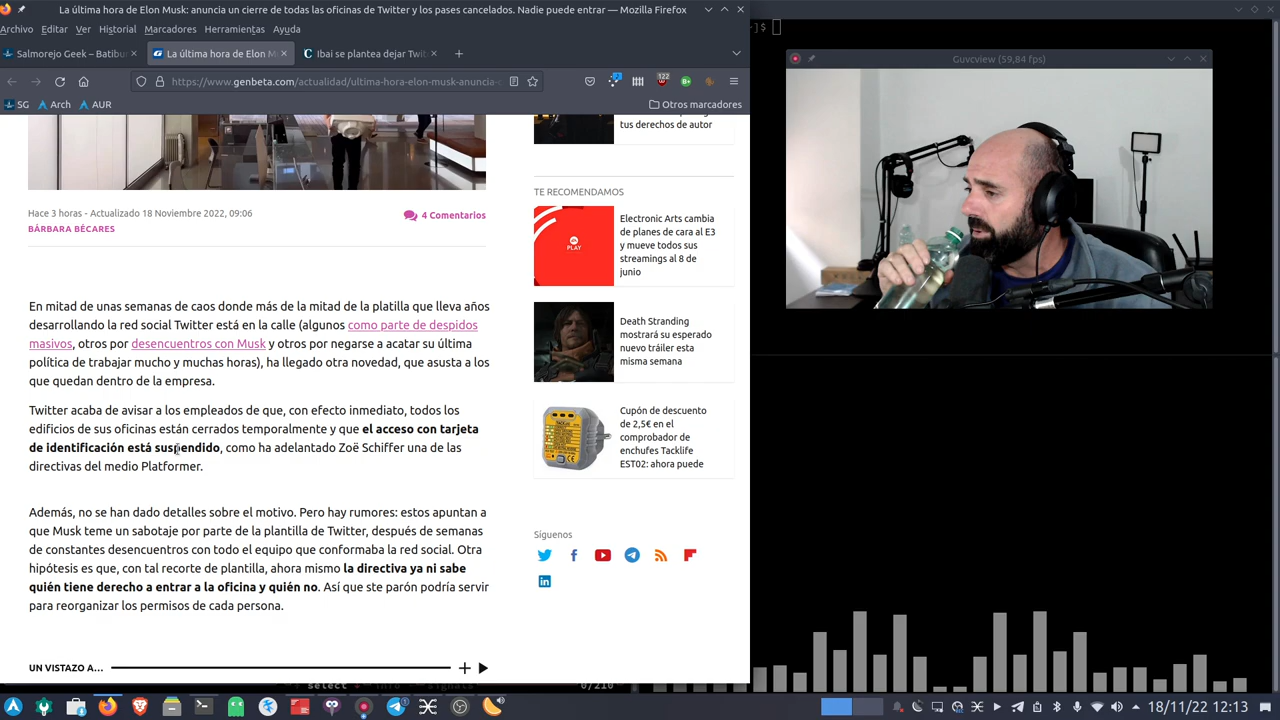 La última hora de Elon Musk: anuncia un cierre de todas las oficinas de Twitter y los pases cancelados. Nadie puede entrar — Mozilla Firefox
Archivo Editar Ver Historial Marcadores Herramientas Ayuda
Salmorejo Geek — Batibu
La última hora de Elon M
Ibai se plantea dejar Twit
https://www.genbeta.com/actualidad/ultima-hora-elon-musk-anuncia-c
122
SG
Arch
AUR
Otros marcadores
tus derechos de autor
Hace 3 horas - Actualizado 18 Noviembre 2022, 09:06
4 Comentarios
BÁRBARA BÉCARES
En mitad de unas semanas de caos donde más de la mitad de la platilla que lleva años
desarrollando la red social Twitter está en la calle (algunos como parte de despidos
masivos, otros por desencuentros con Musk y otros por negarse a acatar su última
política de trabajar mucho y muchas horas), ha llegado otra novedad, que asusta a los
que quedan dentro de la empresa.
Twitter acaba de avisar a los empleados de que, con efecto inmediato, todos los
edificios de sus oficinas están cerrados temporalmente y que el acceso con tarjeta
de identificación está suspendido, como ha adelantado Zoë Schiffer una de las
directivas del medio Platformer.
Además, no se han dado detalles sobre el motivo. Pero hay rumores: estos apuntan a
que Musk teme un sabotaje por parte de la plantilla de Twitter, después de semanas
de constantes desencuentros con todo el equipo que conformaba la red social. Otra
hipótesis es que, con tal recorte de plantilla, ahora mismo la directiva ya ni sabe
quién tiene derecho a entrar a la oficina y quién no. Así que ste parón podría servir
para reorganizar los permisos de cada persona.
UN VISTAZO A…
TE RECOMENDAMOS
EA
PLAY
Electronic Arts cambia
de planes de cara al E3
y mueve todos sus
streamings al 8 de
junio
Death Stranding
mostrará su esperado
nuevo tráiler esta
misma semana
Cupón de descuento
de 2,5€ en el
comprobador de
enchufes Tacklife
EST02: ahora puede
Síguenos
]$
Guvcview (59,84 fps)
select
info
signals
0/210
18/11/22 12:13